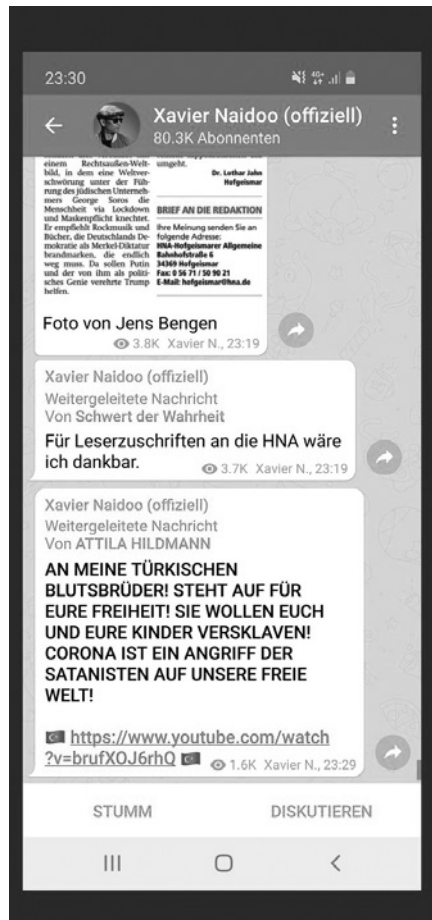 23:30
Xavier Naidoo (offiziell)
80.3K Abonnenten
einem Rechtsaußen-Welt-
bild, in dem eine Weltver-
schwörung unter der Füh-
rung des jüdischen Unterneh-
mers George Soros die
Menschheit via Lockdown
und Maskenpflicht knechtet.
Er empfiehlt Rockmusik und
Bücher, die Deutschlands De-
mokratie als Merkel-Diktatur
brandmarken, die endlich
weg muss. Da sollen Putin
und der von ihm als politi-
sches Genie verehrte Trump
helfen.
umgeht.
Dr. Lothar Jahn
Hofgeismar
BRIEF AN DIE REDAKTION
Ihre Meinung senden Sie an
folgende Adresse:
HNA-Hofgeismarer Allgemeine
Bahnhofstraße 6
34369 Hofgeismar
Fax: 0 56 71 / 50 90 21
E-Mail: hofgeismar@hna.de
Foto von Jens Bengen
3.8K Xavier N., 23:19
Xavier Naidoo (offiziell)
Weitergeleitete Nachricht
Von Schwert der Wahrheit
Für Leserzuschriften an die HNA wäre
ich dankbar.
3.7K Xavier N., 23:19
Xavier Naidoo (offiziell)
Weitergeleitete Nachricht
Von ATTILA HILDMANN
AN MEINE TÜRKISCHEN
BLUTSBRÜDER! STEHT AUF FÜR
EURE FREIHEIT! SIE WOLLEN EUCH
UND EURE KINDER VERSKLAVEN!
CORONA IST EIN ANGRIFF DER
SATANISTEN AUF UNSERE FREIE
WELT!
https://www.youtube.com/watch
?v=brufXOJ6rhQ
1.6K Xavier N., 23:29
STUMM
DISKUTIEREN